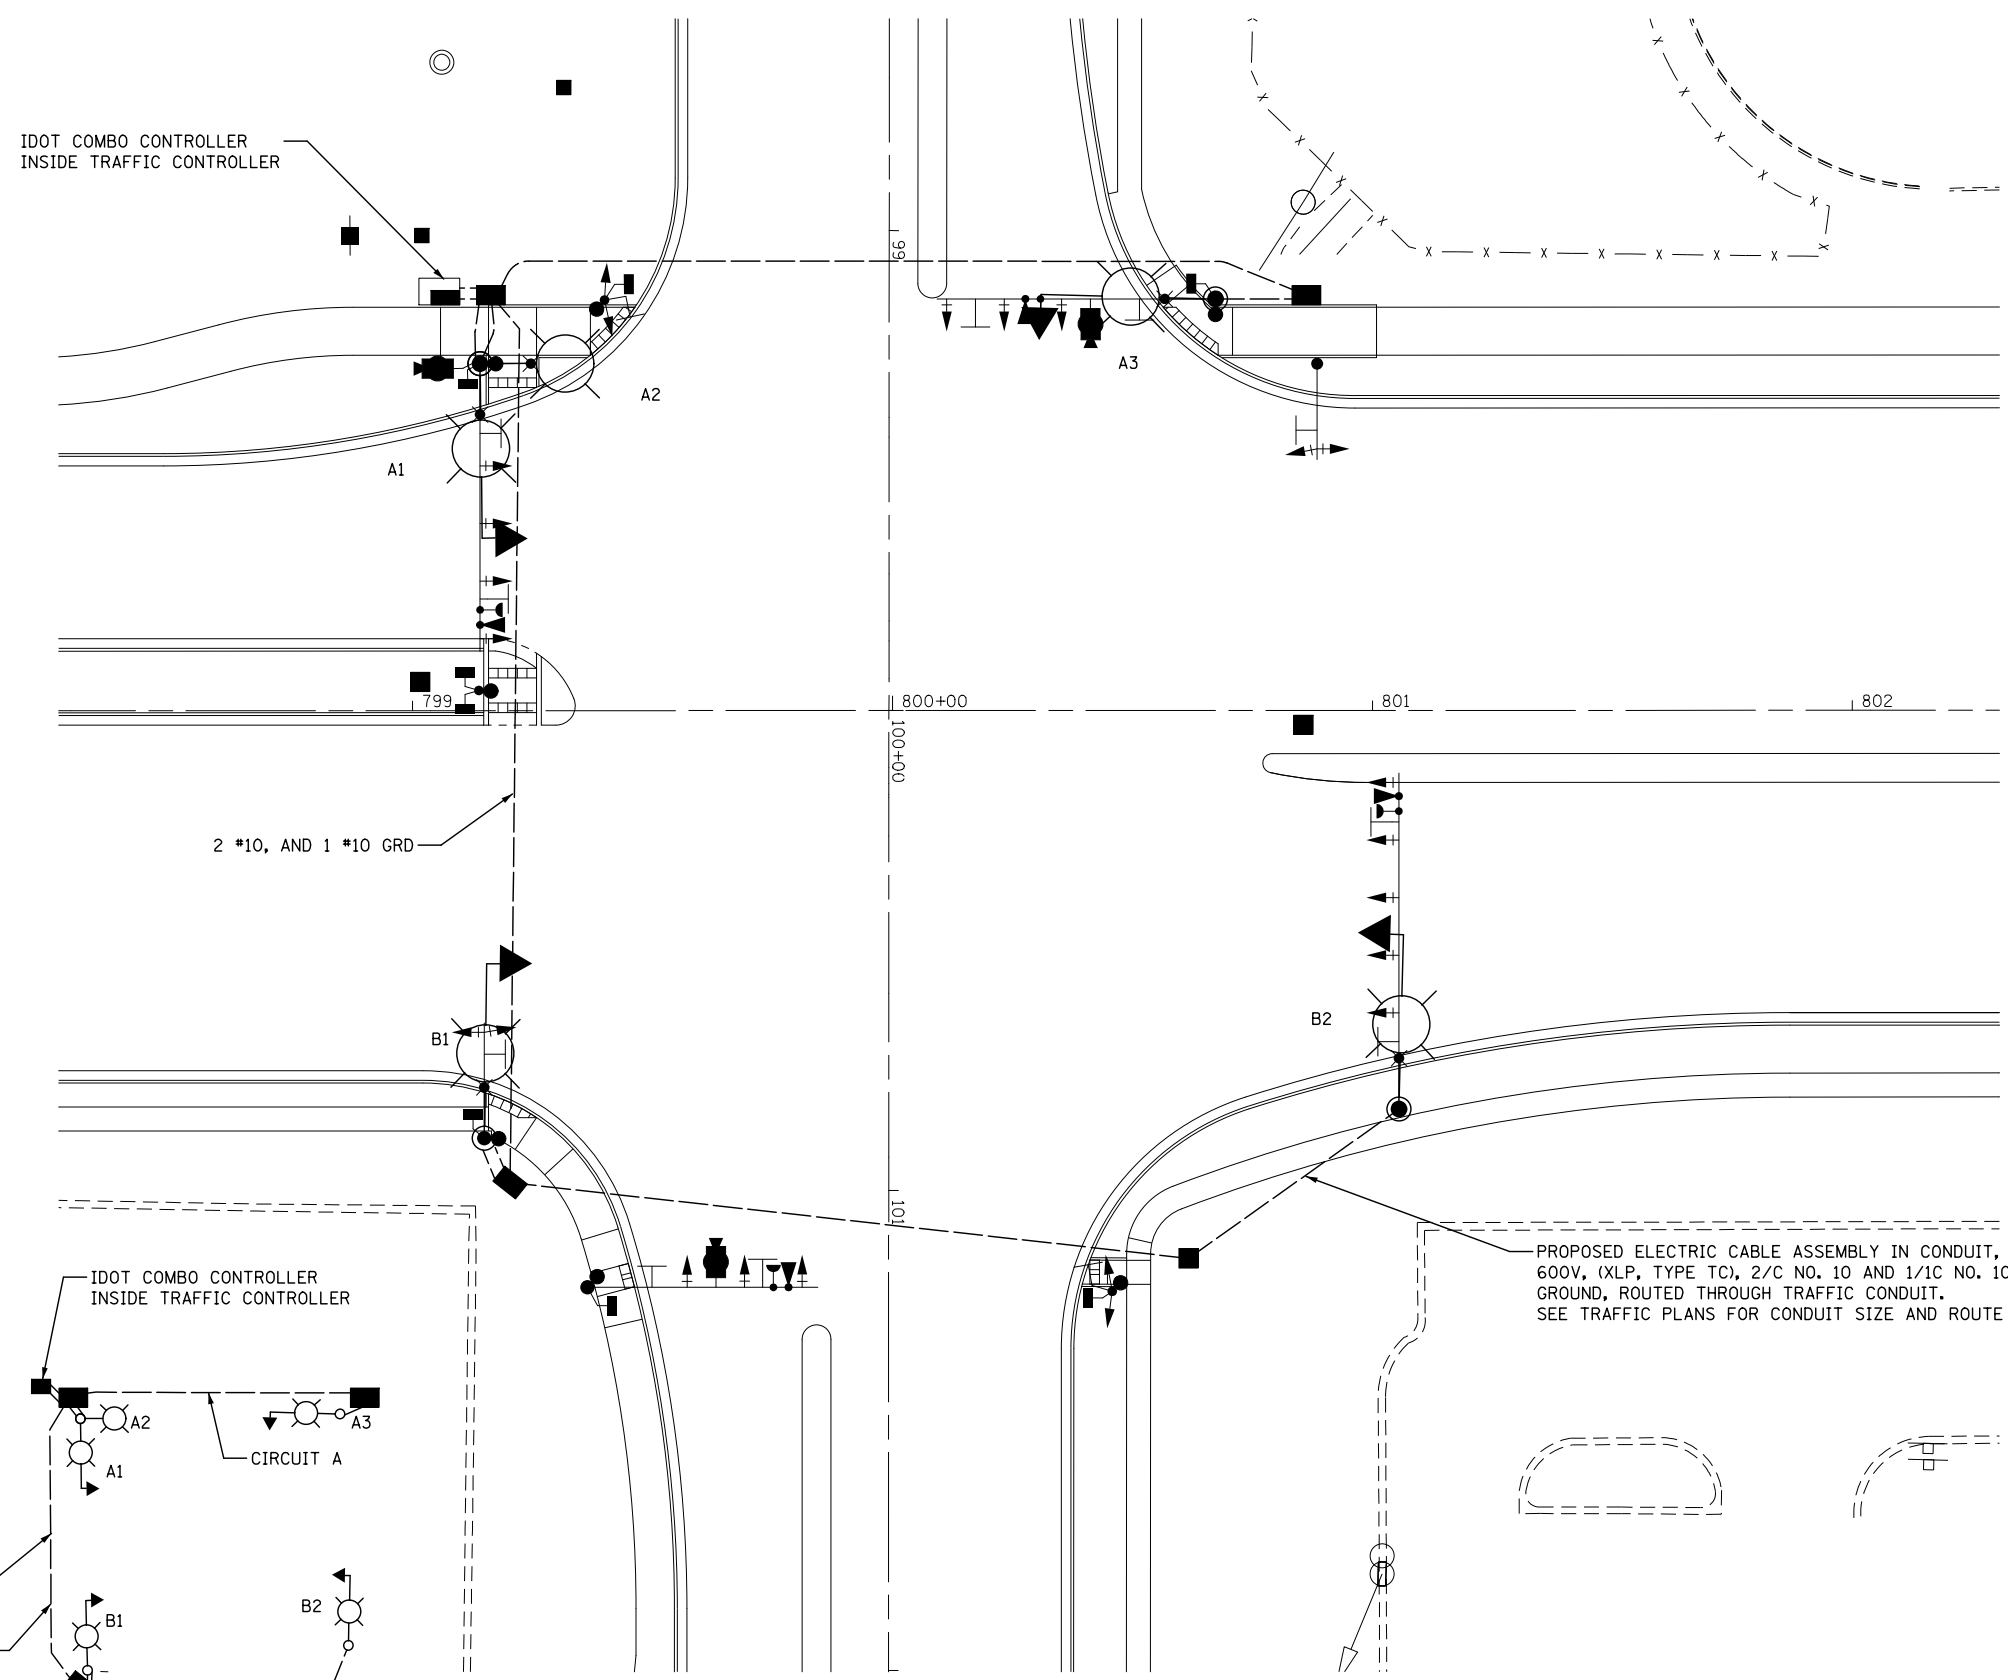 IDOT COMBO CONTROLLER
INSIDE TRAFFIC CONTROLLER
99
A2
A3
A1
799
800+00
801
802
100+00
2 #10, AND 1 #10 GRD
B1
B2
101
PROPOSED ELECTRIC CABLE ASSEMBLY IN CONDUIT,
600V, (XLP, TYPE TC), 2/C NO. 10 AND 1/1C NO. 10
GROUND, ROUTED THROUGH TRAFFIC CONDUIT.
SEE TRAFFIC PLANS FOR CONDUIT SIZE AND ROUTE
IDOT COMBO CONTROLLER
INSIDE TRAFFIC CONTROLLER
A2
A3
CIRCUIT A
A1
B1
B2